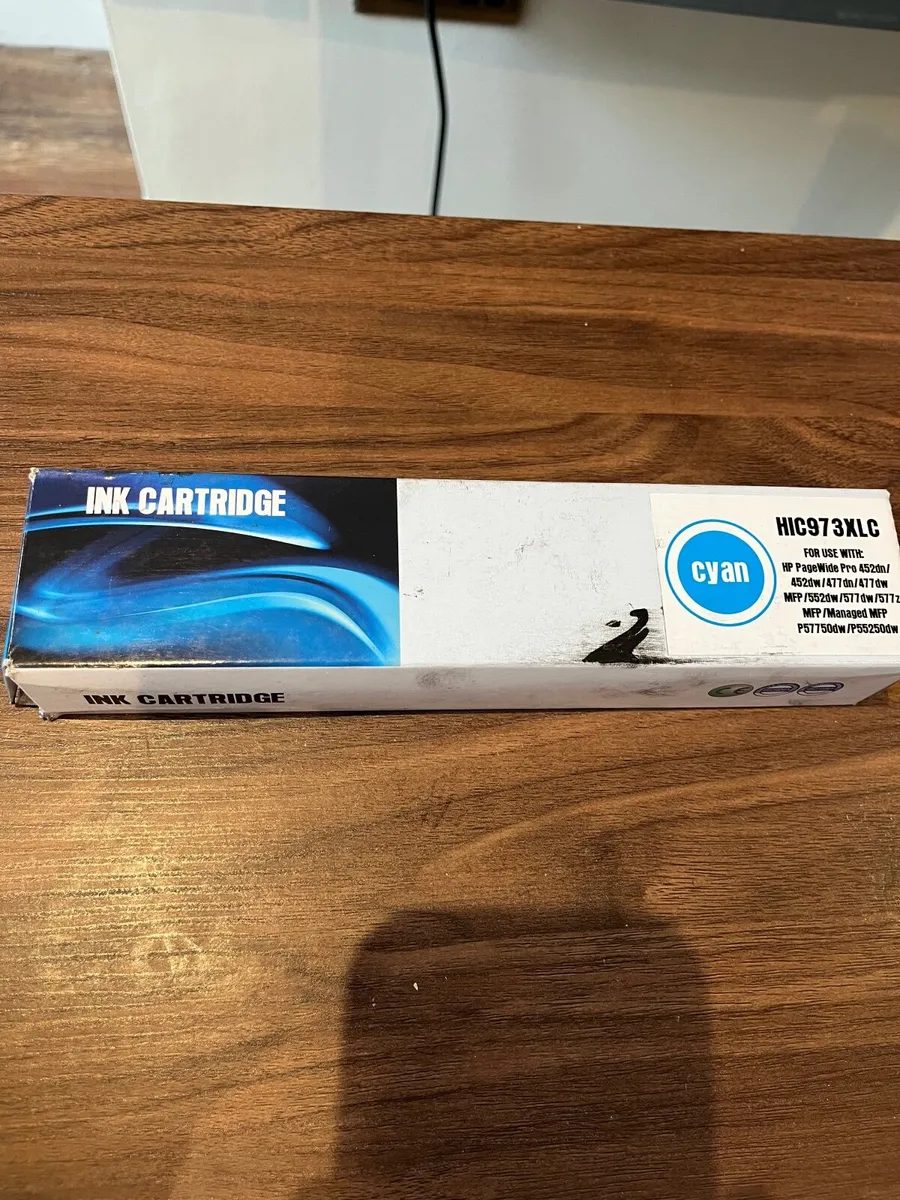 INK CARTRIDGE
cyan
HIC973XLC
FOR USE WITH:
HP PageWide Pro 452dn/
452dw/477dn/477dw
MFP/552dw/577dw/577z
MFP/Managed MFP
P57750dw/P55250dw
INK CARTRIDGE
CE